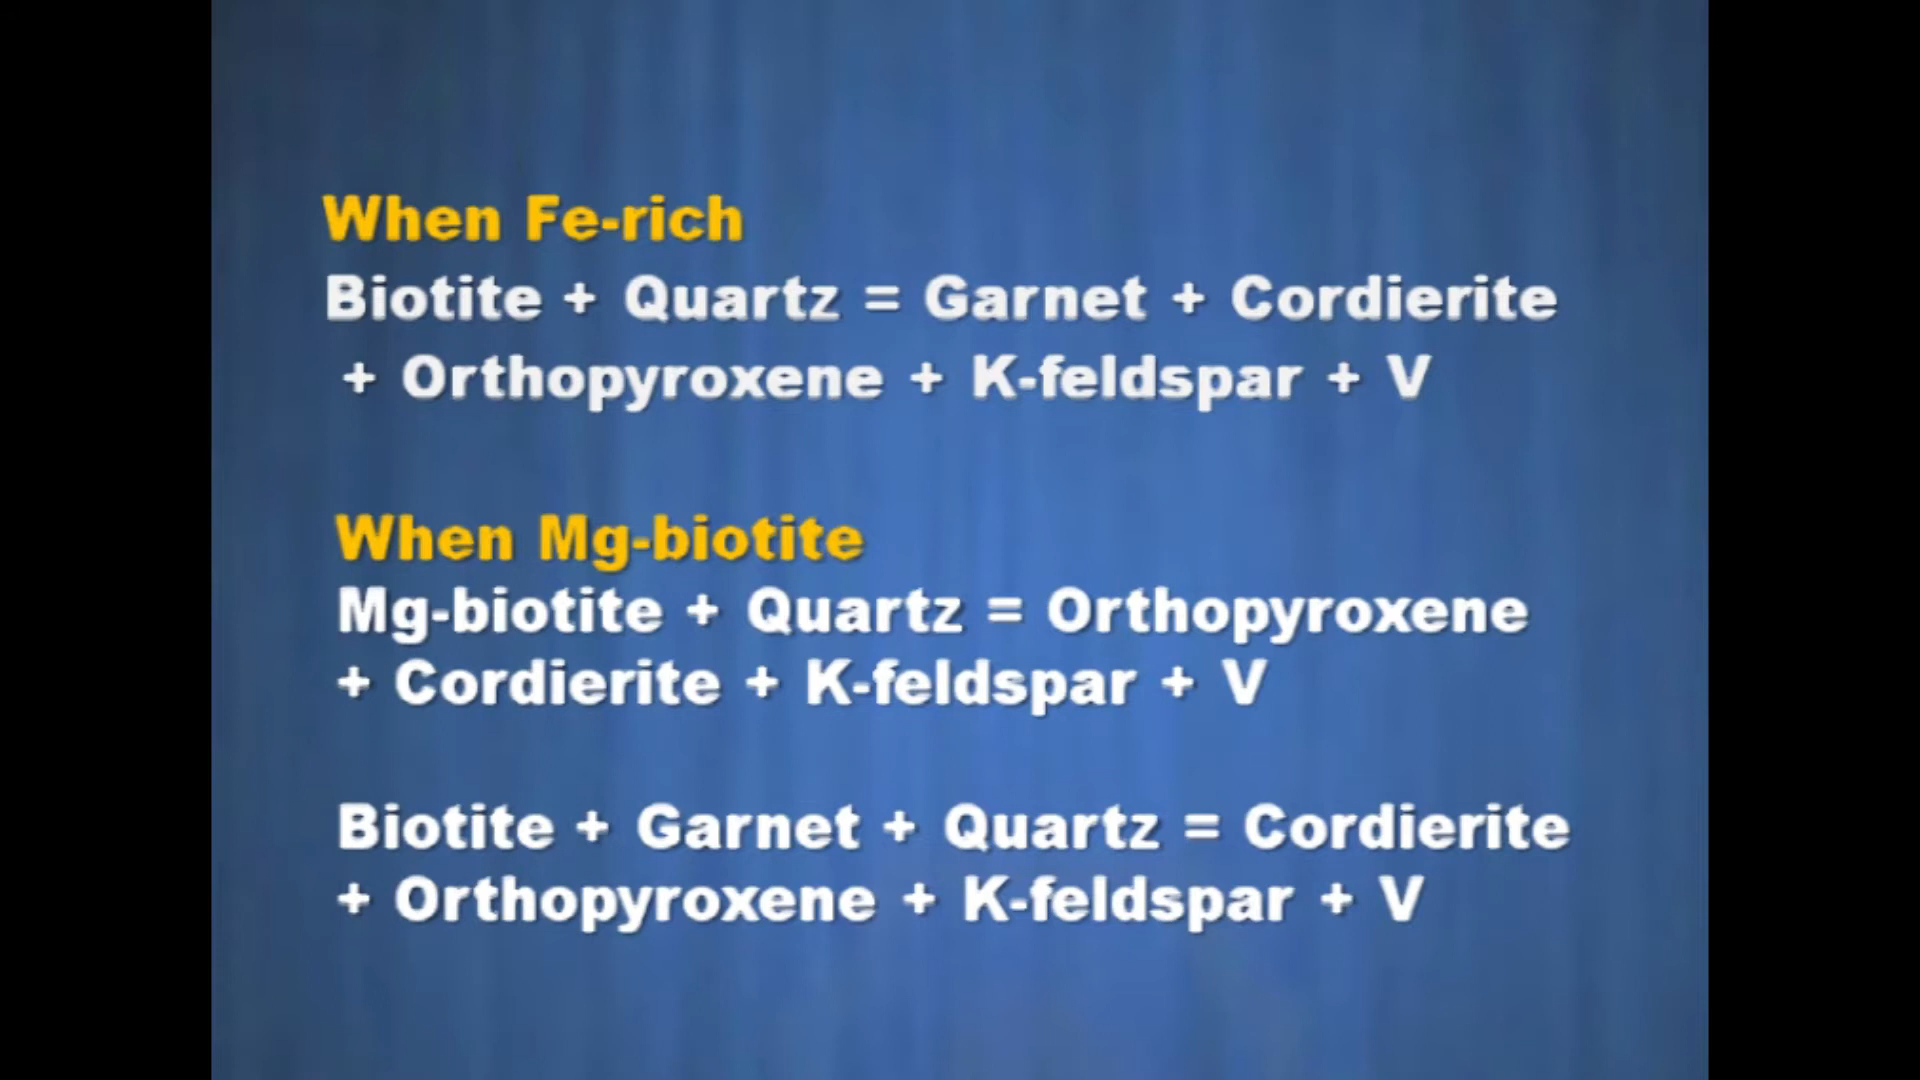 When Fe-rich
Biotite + Quartz = Garnet + Cordierite
+ Orthopyroxene + K-feldspar + V
When Mg-biotite
Mg-biotite + Quartz = Orthopyroxene
+ Cordierite + K-feldspar + V
Biotite + Garnet + Quartz = Cordierite
+ Orthopyroxene + K-feldspar + V